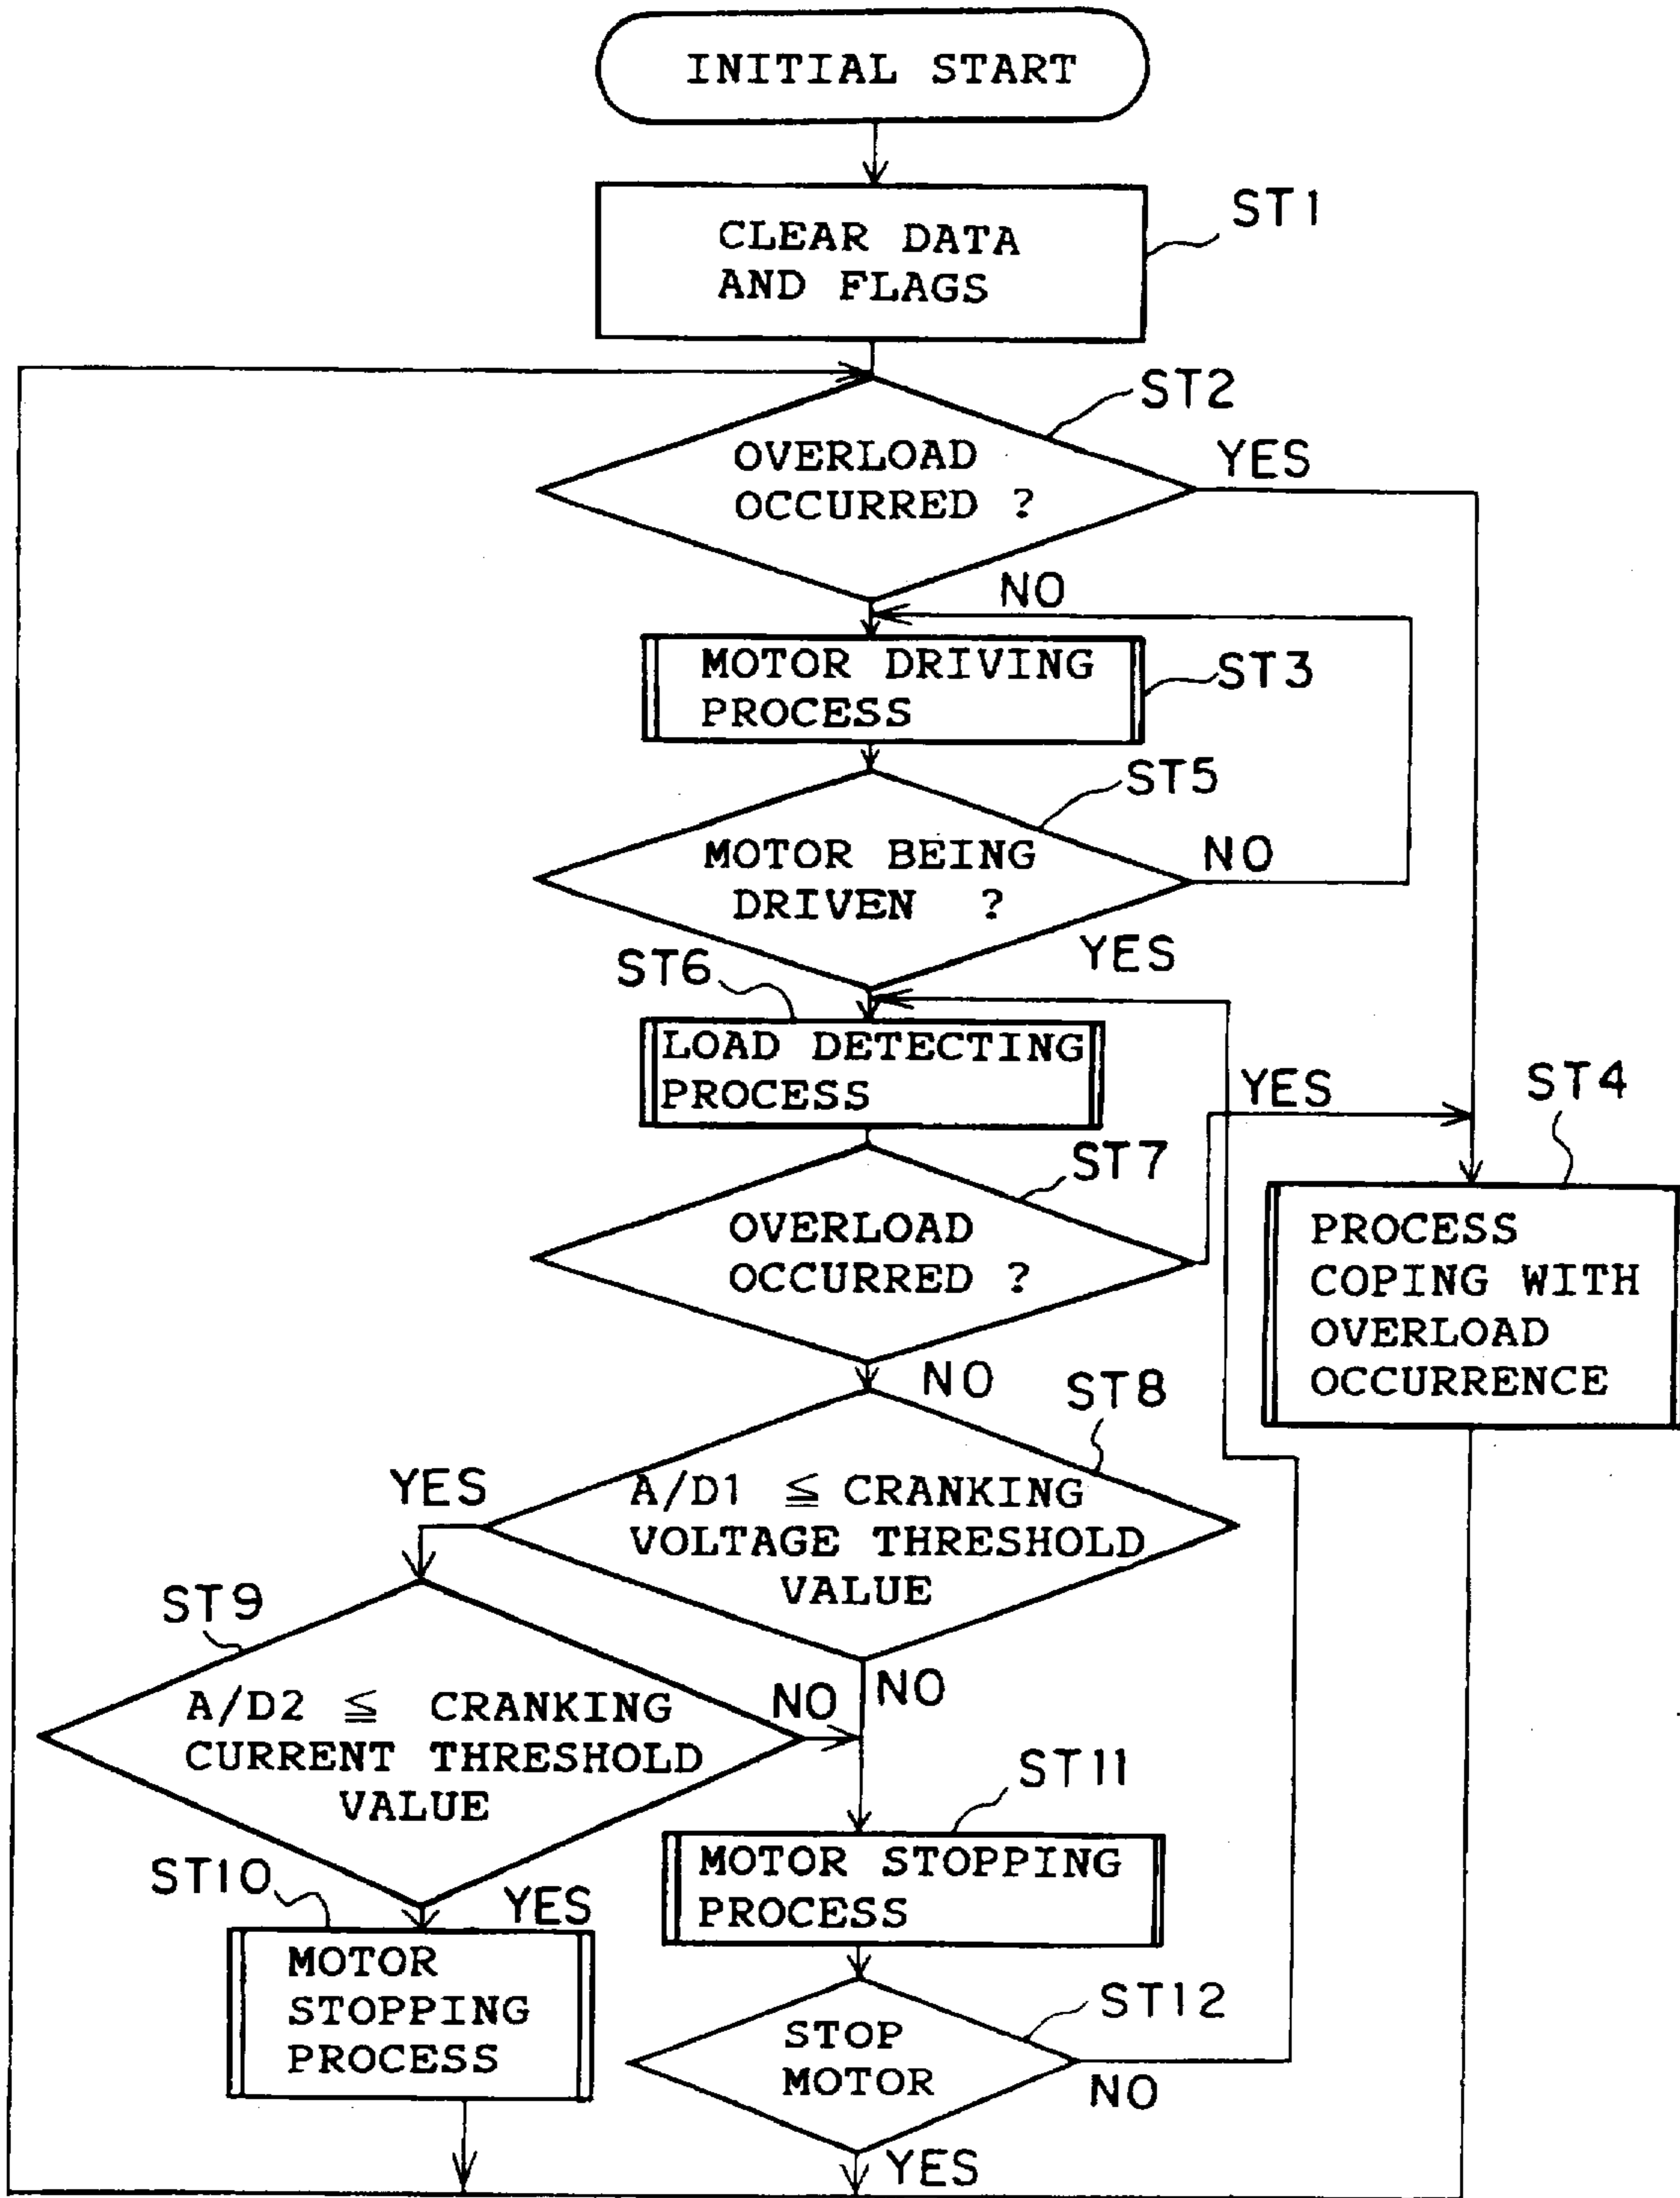 INITIAL START
ST1
CLEAR DATA
AND FLAGS
ST2
OVERLOAD
OCCURRED ?
YES
NO
MOTOR DRIVING
PROCESS
ST3
ST5
MOTOR BEING
DRIVEN ?
NO
YES
ST6
LOAD DETECTING
PROCESS
YES
ST4
ST7
OVERLOAD
OCCURRED ?
PROCESS
COPING WITH
OVERLOAD
OCCURRENCE
NO
ST8
YES
A/D1 ≦ CRANKING
VOLTAGE THRESHOLD
VALUE
ST9
NO
NO
A/D2 ≦ CRANKING
CURRENT THRESHOLD
VALUE
ST11
MOTOR STOPPING
PROCESS
ST10
YES
MOTOR
STOPPING
PROCESS
ST12
STOP
MOTOR
NO
YES